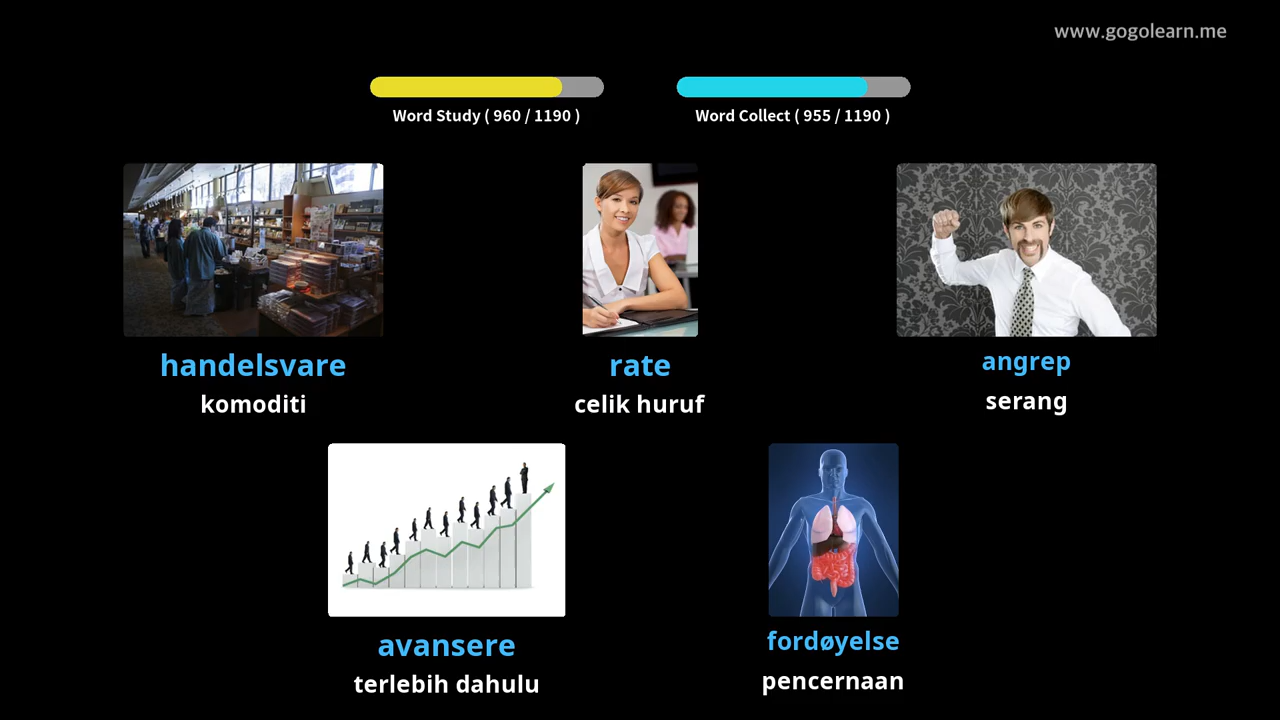 www.gogolearn.me
Word Study ( 960 / 1190 )
Word Collect ( 955 / 1190 )
handelsvare
komoditi
rate
celik huruf
angrep
serang
avansere
terlebih dahulu
fordøyelse
pencernaan